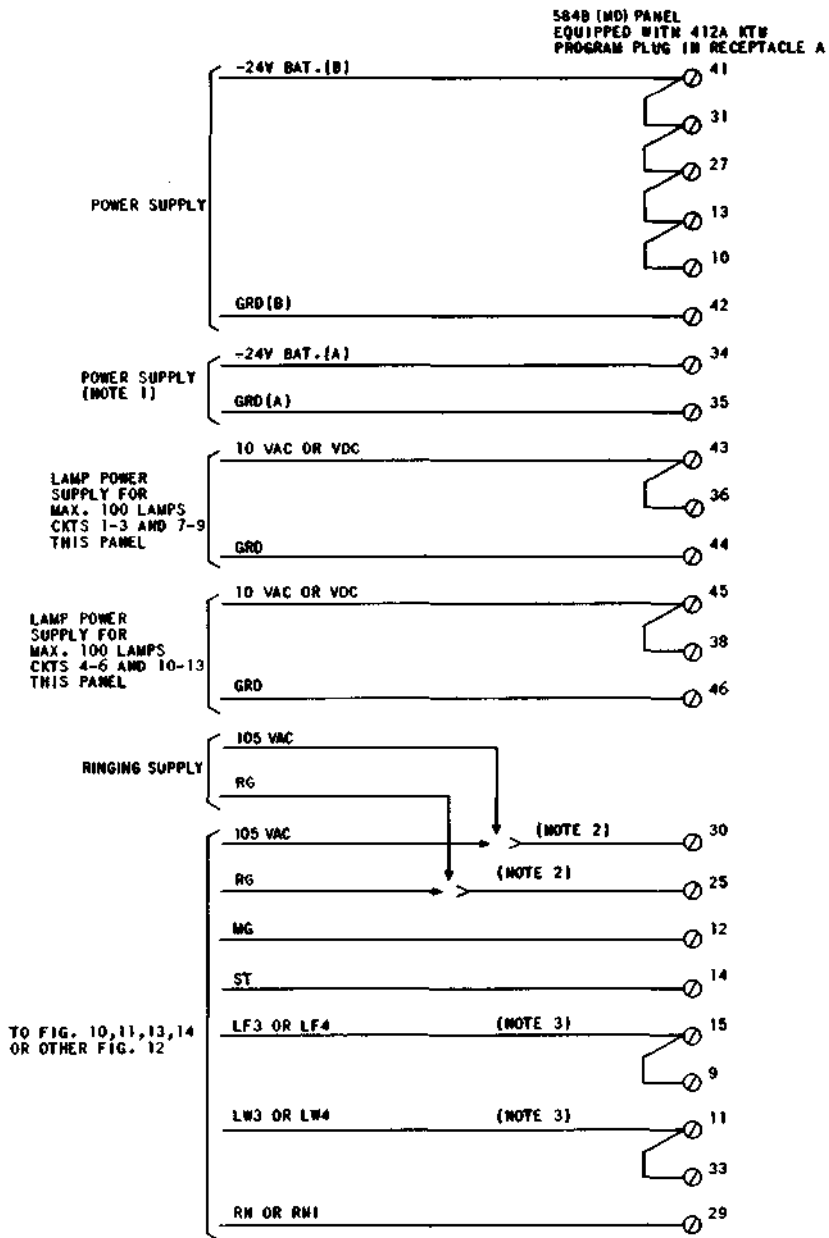 584B (MD) PANEL
EQUIPPED WITH 412A KTU
PROGRAM PLUG IN RECEPTACLE A
-24V BAT.(B)
41
31
27
13
10
POWER SUPPLY
GRD(B)
42
-24V BAT.(A)
34
POWER SUPPLY
(NOTE 1)
GRD(A)
35
10 VAC OR VDC
43
36
LAMP POWER
SUPPLY FOR
MAX. 100 LAMPS
CKTS 1-3 AND 7-9
THIS PANEL
GRD
44
10 VAC OR VDC
45
38
LAMP POWER
SUPPLY FOR
MAX. 100 LAMPS
CKTS 4-6 AND 10-13
THIS PANEL
GRD
46
105 VAC
RINGING SUPPLY
RG
105 VAC
(NOTE 2)
30
RG
(NOTE 2)
25
MG
12
ST
14
TO FIG. 10,11,13,14
OR OTHER FIG. 12
LF3 OR LF4
(NOTE 3)
15
9
LW3 OR LW4
(NOTE 3)
11
33
RM OR RM1
29